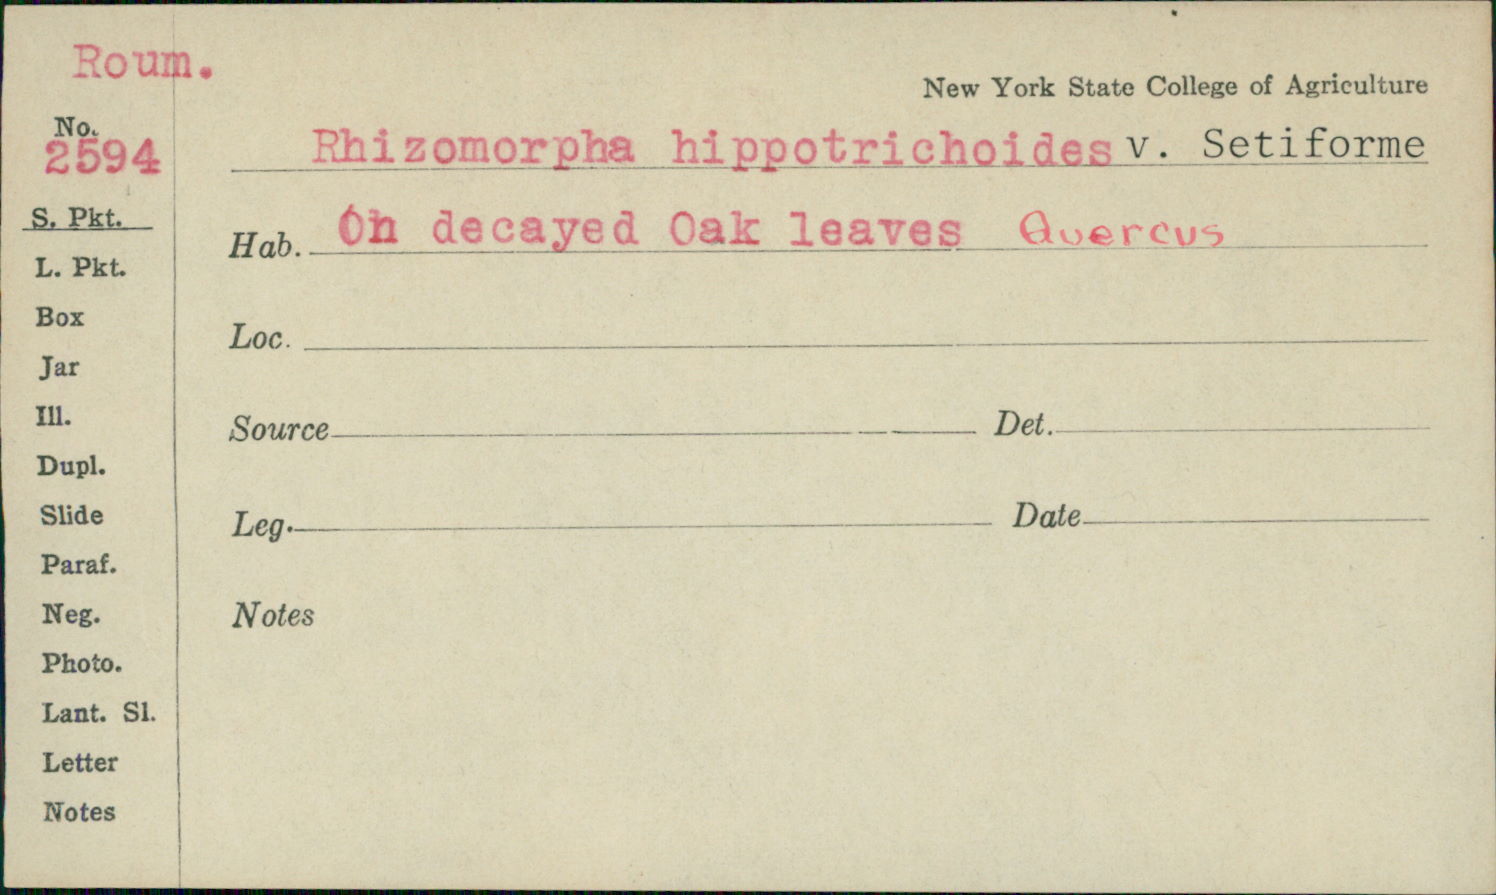 Roum.
New York State College of Agriculture
No.
2594
Rhizomorpha hippotrichoides v. Setiforme
S. Pkt.
Hab. On decayed Oak leaves Quercus
L. Pkt.
Box
Loc.
Jar
Ill.
Source Det.
Dupl.
Slide
Leg. Date
Paraf.
Neg.
Notes
Photo.
Lant. Sl.
Letter
Notes